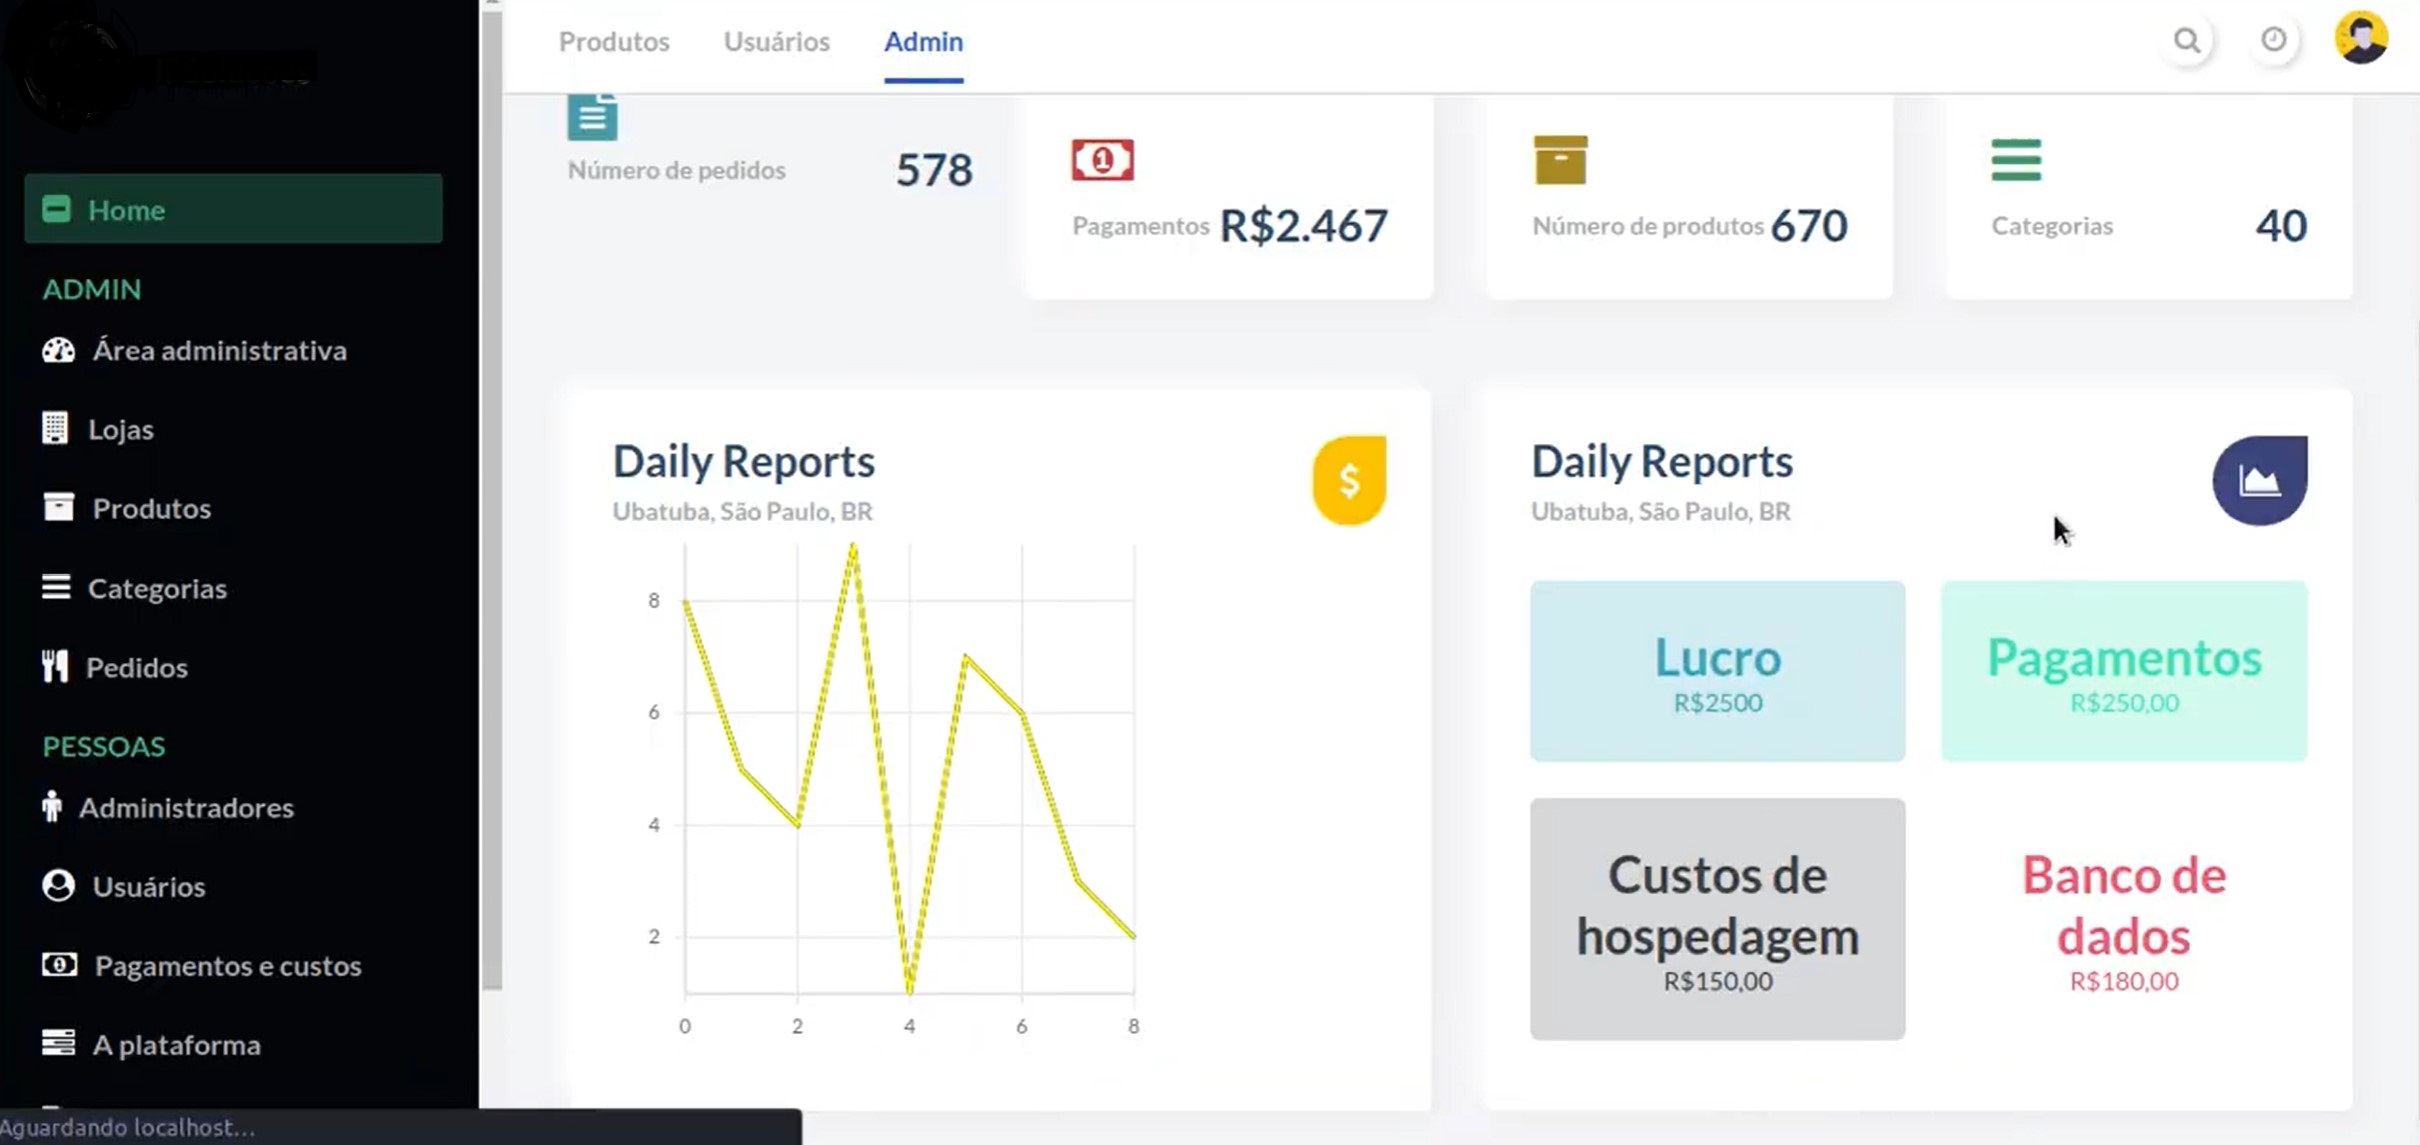 Produtos
Usuários
Admin
Home
ADMIN
Área administrativa
Lojas
Produtos
Categorias
Pedidos
PESSOAS
Administradores
Usuários
Pagamentos e custos
A plataforma
Aguardando localhost...
Número de pedidos 578
Pagamentos R$2.467
Número de produtos 670
Categorias 40
Daily Reports
Ubatuba, São Paulo, BR
8
6
4
2
0 2 4 6 8
Daily Reports
Ubatuba, São Paulo, BR
Lucro
R$2500
Pagamentos
R$250,00
Custos de
hospedagem
R$150,00
Banco de
dados
R$180,00